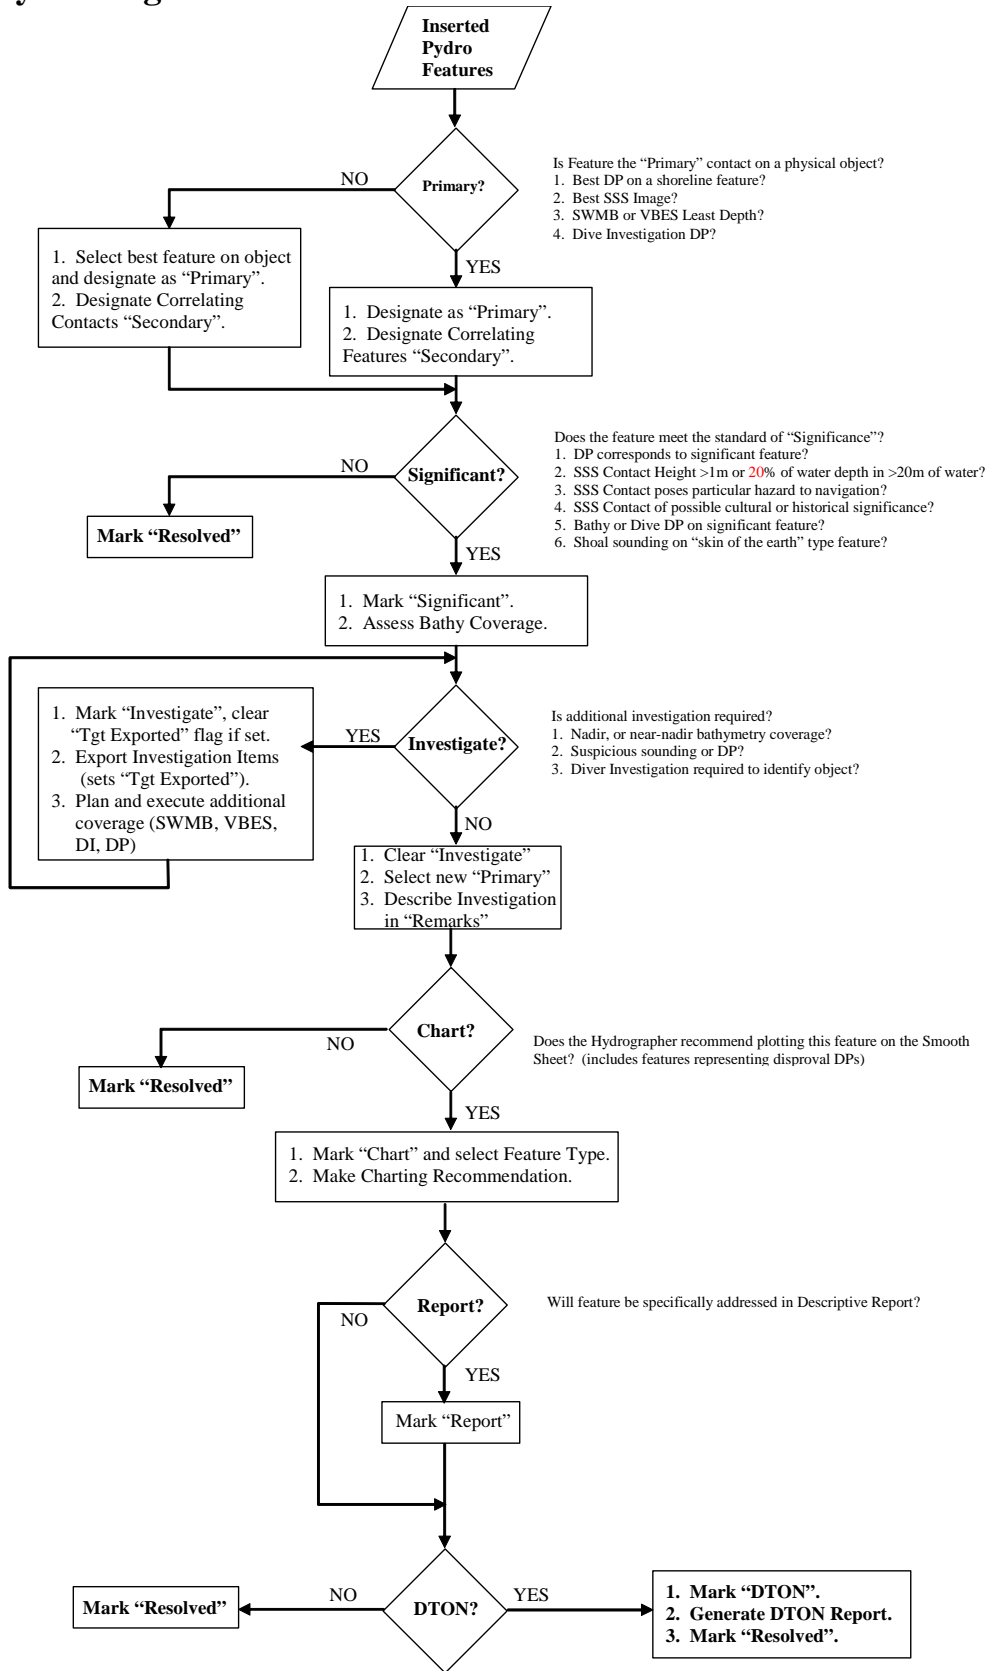 Inserted
Pydro
Features
Primary?
NO
YES
Is Feature the “Primary” contact on a physical object?
1. Best DP on a shoreline feature?
2. Best SSS Image?
3. SWMB or VBES Least Depth?
4. Dive Investigation DP?
1. Select best feature on object
and designate as “Primary”.
2. Designate Correlating
Contacts “Secondary”.
1. Designate as “Primary”.
2. Designate Correlating
Features “Secondary”.
Significant?
NO
YES
Does the feature meet the standard of “Significance”?
1. DP corresponds to significant feature?
2. SSS Contact Height >1m or 20% of water depth in >20m of water?
3. SSS Contact poses particular hazard to navigation?
4. SSS Contact of possible cultural or historical significance?
5. Bathy or Dive DP on significant feature?
6. Shoal sounding on “skin of the earth” type feature?
Mark “Resolved”
1. Mark “Significant”.
2. Assess Bathy Coverage.
Investigate?
YES
NO
Is additional investigation required?
1. Nadir, or near-nadir bathymetry coverage?
2. Suspicious sounding or DP?
3. Diver Investigation required to identify object?
1. Mark “Investigate”, clear
“Tgt Exported” flag if set.
2. Export Investigation Items
(sets “Tgt Exported”).
3. Plan and execute additional
coverage (SWMB, VBES,
DI, DP)
1. Clear “Investigate”
2. Select new “Primary”
3. Describe Investigation
in “Remarks”
Chart?
NO
YES
Does the Hydrographer recommend plotting this feature on the Smooth
Sheet? (includes features representing disproval DPs)
Mark “Resolved”
1. Mark “Chart” and select Feature Type.
2. Make Charting Recommendation.
Report?
NO
YES
Will feature be specifically addressed in Descriptive Report?
Mark “Report”
DTON?
NO
YES
Mark “Resolved”
1. Mark “DTON”.
2. Generate DTON Report.
3. Mark “Resolved”.